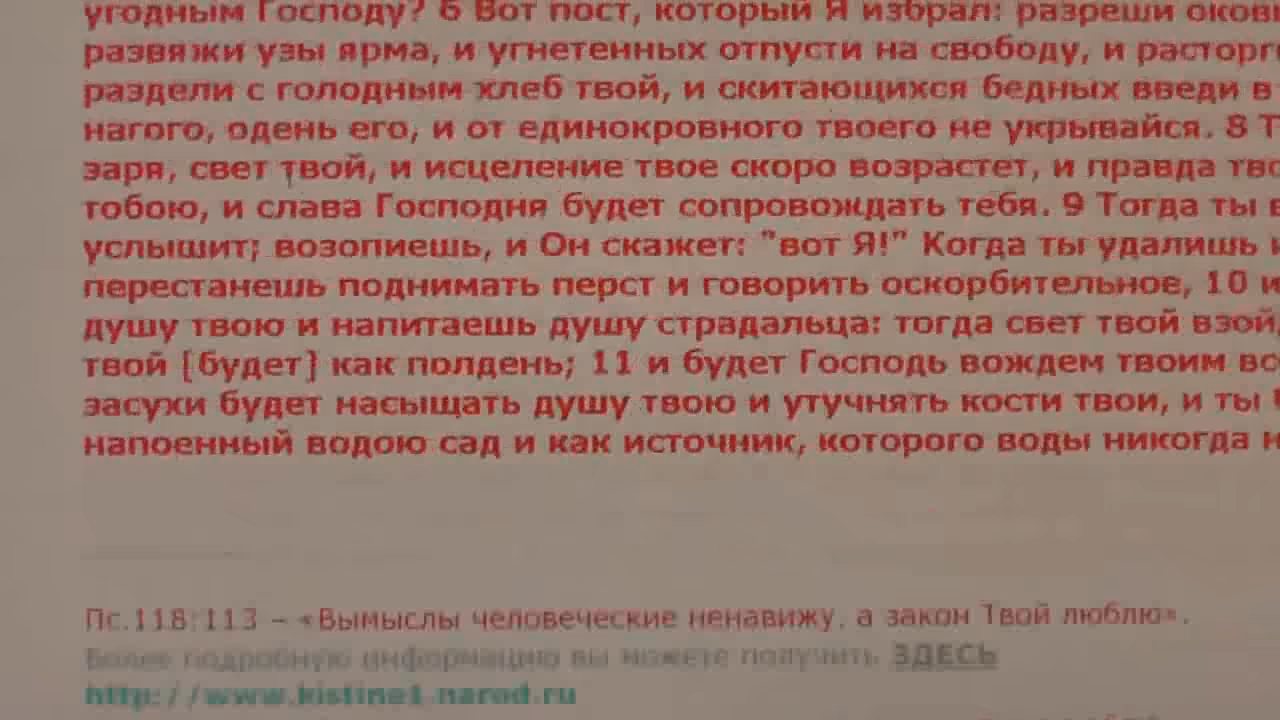 угодным Господу? 6 Вот пост, который Я избрал: разреши оковы
развяжи узы ярма, и угнетенных отпусти на свободу, и расторг
раздели с голодным хлеб твой, и скитающихся бедных введи в
нагого, одень его, и от единокровного твоего не укрывайся. 8 Т
заря, свет твой, и исцеление твое скоро возрастет, и правда тво
тобою, и слава Господня будет сопровождать тебя. 9 Тогда ты
услышит; возопиешь, и Он скажет: "вот Я!" Когда ты удалишь
перестанешь поднимать перст и говорить оскорбительное, 10 и
душу твою и напитаешь душу страдальца: тогда свет твой взой
твой [будет] как полдень; 11 и будет Господь вождем твоим во
засухи будет насыщать душу твою и утучнять кости твои, и ты
напоенный водою сад и как источник, которого воды никогда н
Пс.118:113 – «Вымыслы человеческие ненавижу, а закон Твой люблю».
Более подробную информацию вы можете получить ЗДЕСЬ
http://www.kistine1.narod.ru